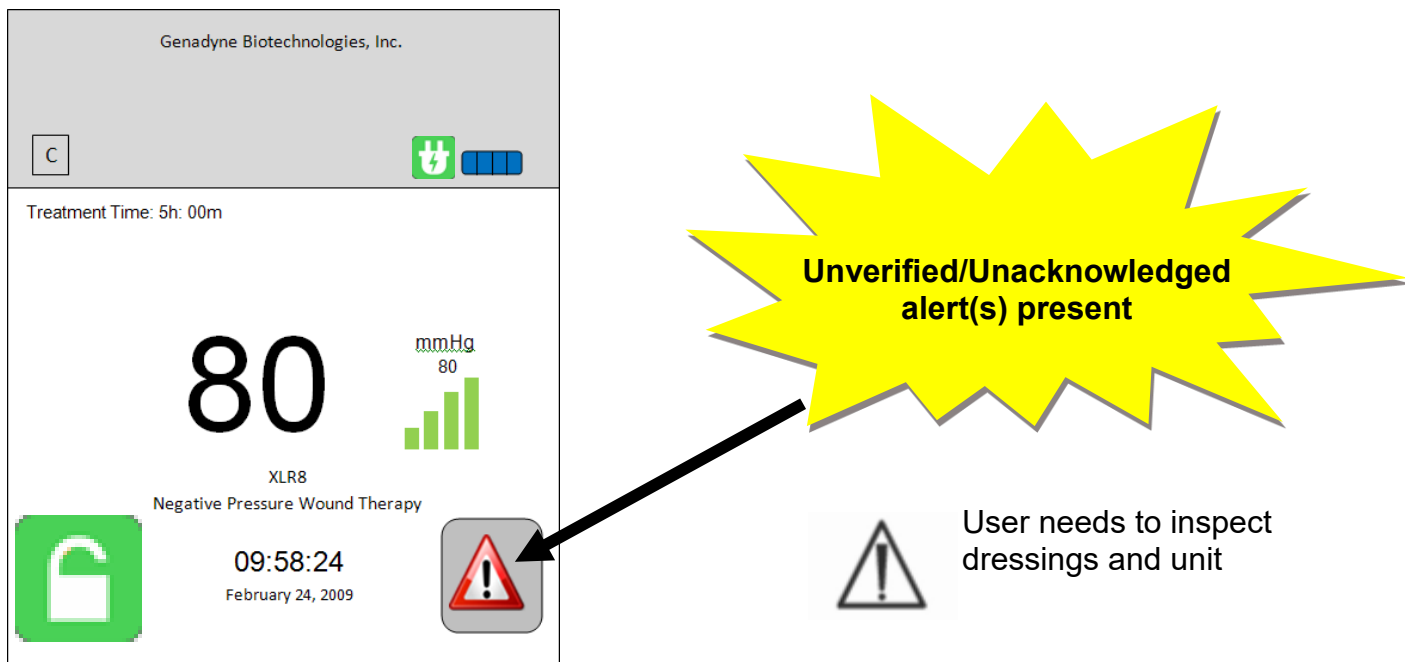 Genadyne Biotechnologies, Inc.
C
Treatment Time: 5h: 00m
80
mmHg
80
XLR8
Negative Pressure Wound Therapy
09:58:24
February 24, 2009
Unverified/Unacknowledged
alert(s) present
User needs to inspect
dressings and unit